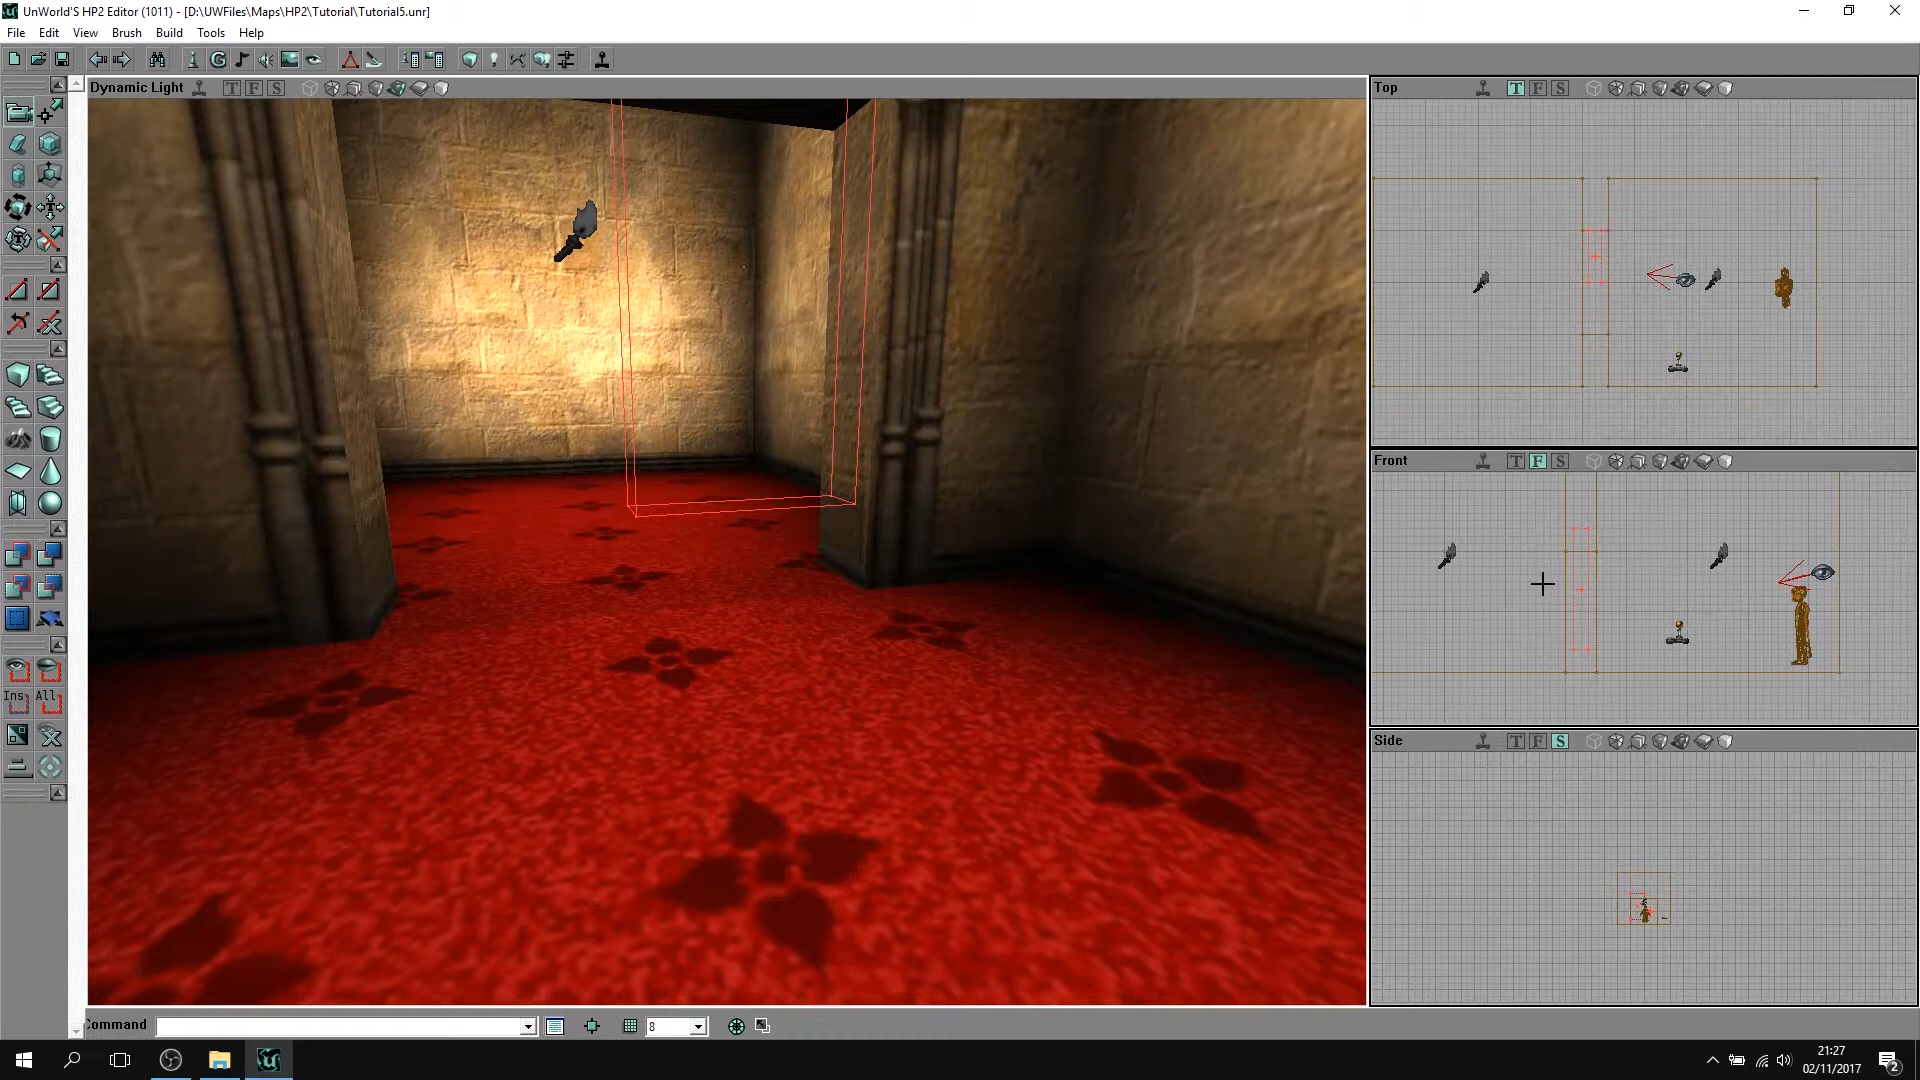 UnWorld'S HP2 Editor (1011) - [D:\UWFiles\Maps\HP2\Tutorial\Tutorial5.unr]
File Edit View Brush Build Tools Help
Dynamic Light T F S
Top T F S
Front T F S
Side T F S
Ins All
Command
8
21:27
02/11/2017
2